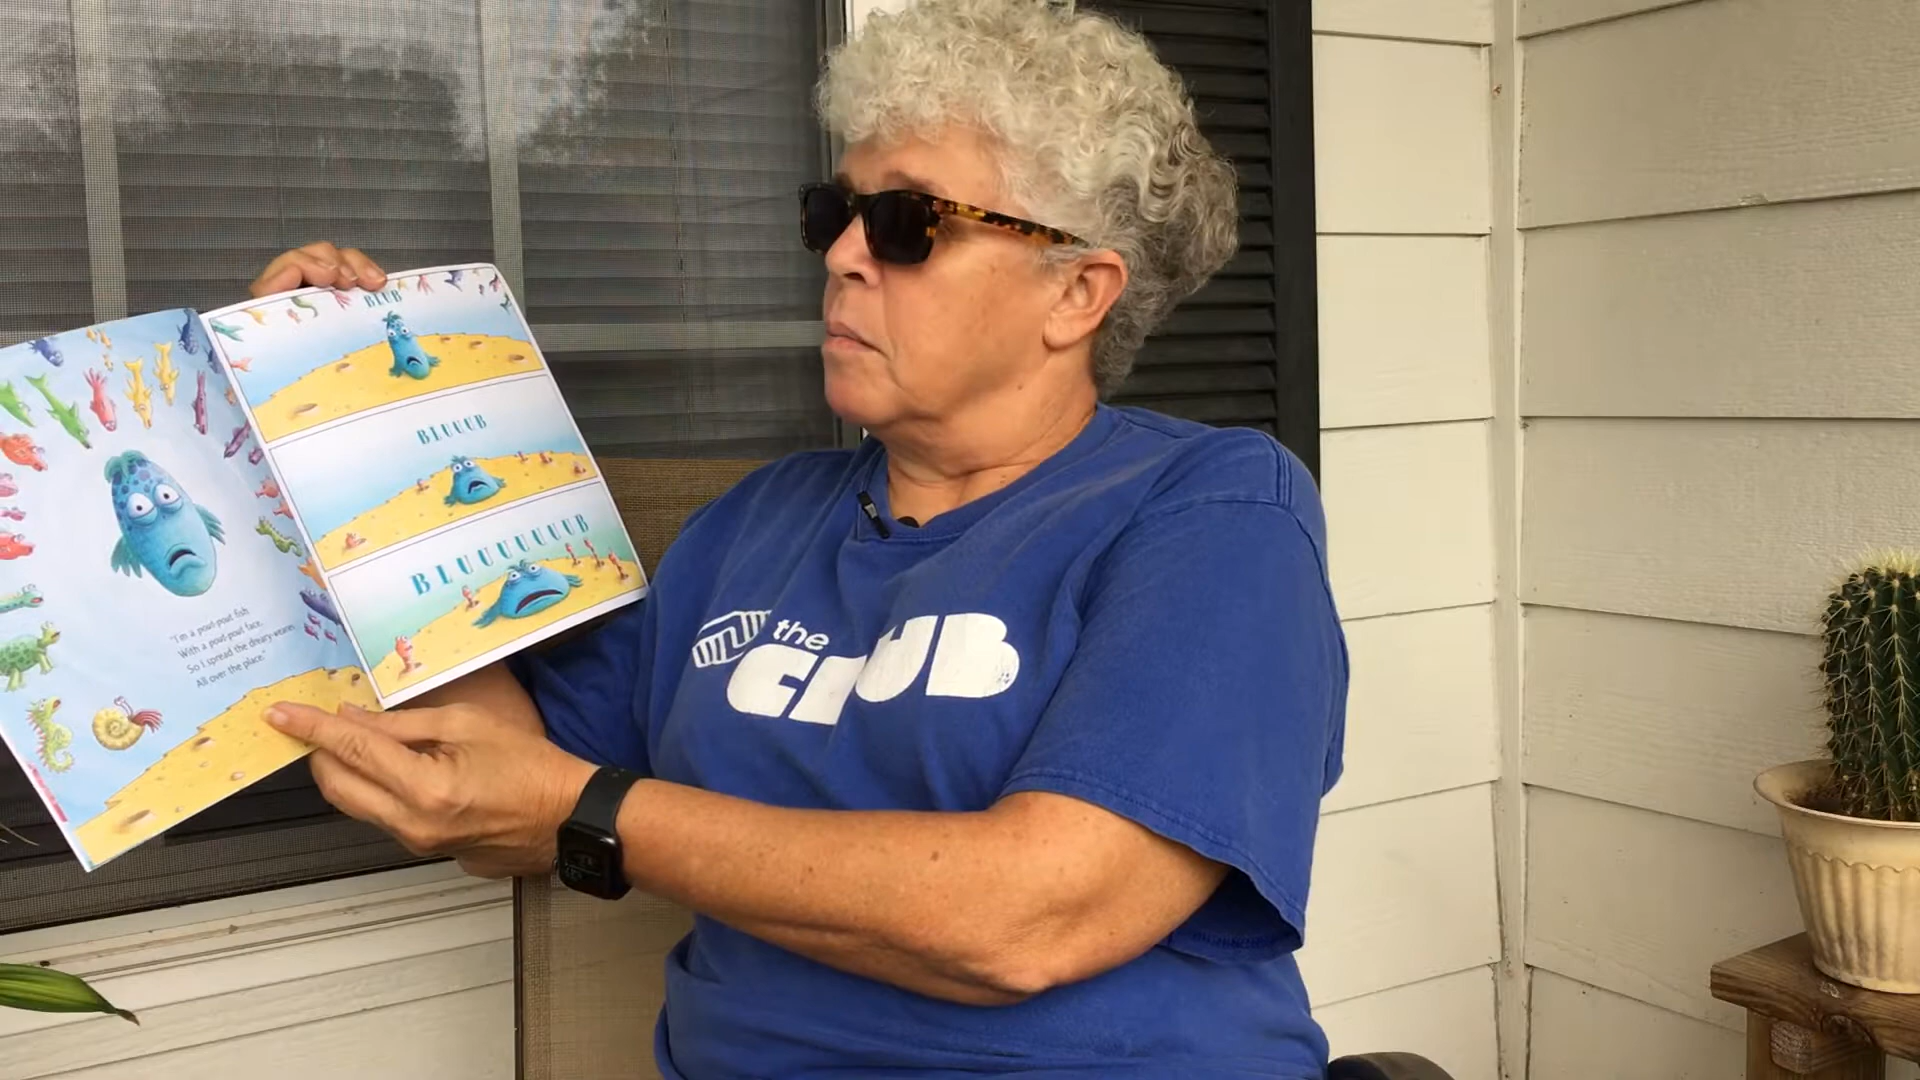 "I'm a pout-pout fish
With a pout-pout face,
So I spread the dreary-wearies
All over the place."
BLUB
BLUUUB
BLUUUUUUUB
the
CLUB